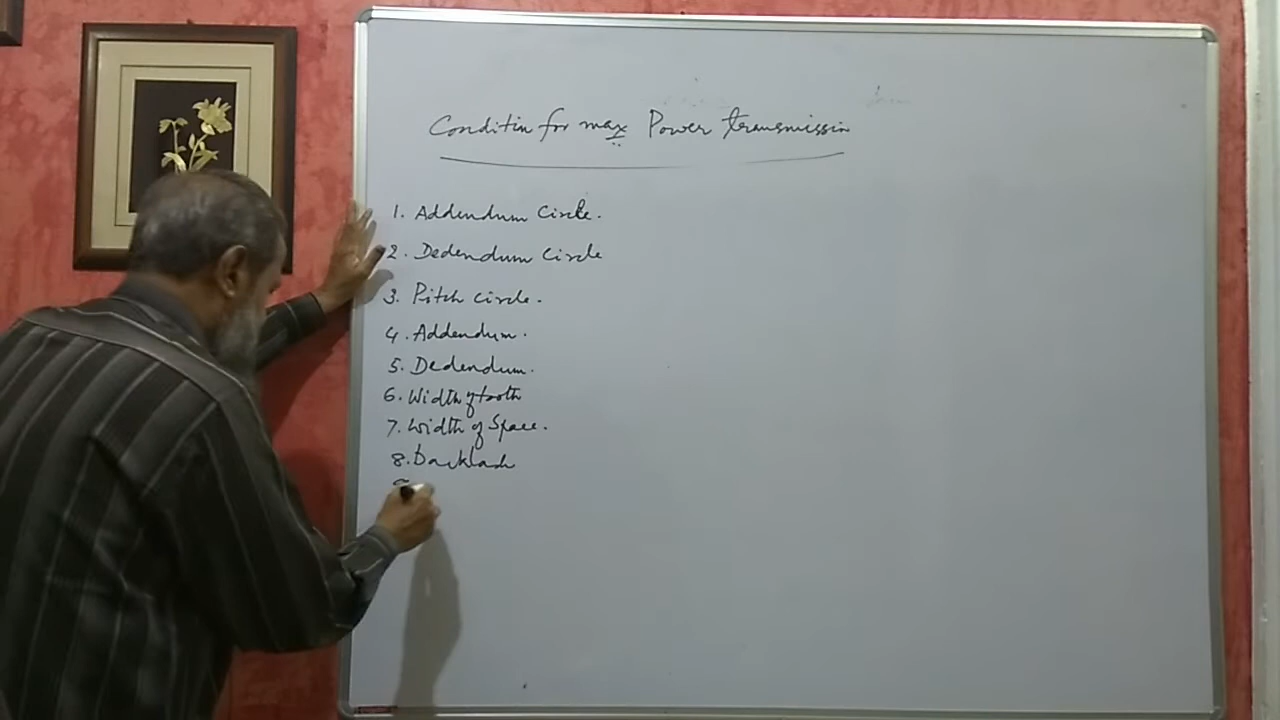 Conditin for max Power transmissin
1. Addendum Circle.
2. Dedendum Circle
3. Pitch circle.
4. Addendum.
5. Dedendum.
6. Width of tooth
7. Width of Space.
8. Backlash